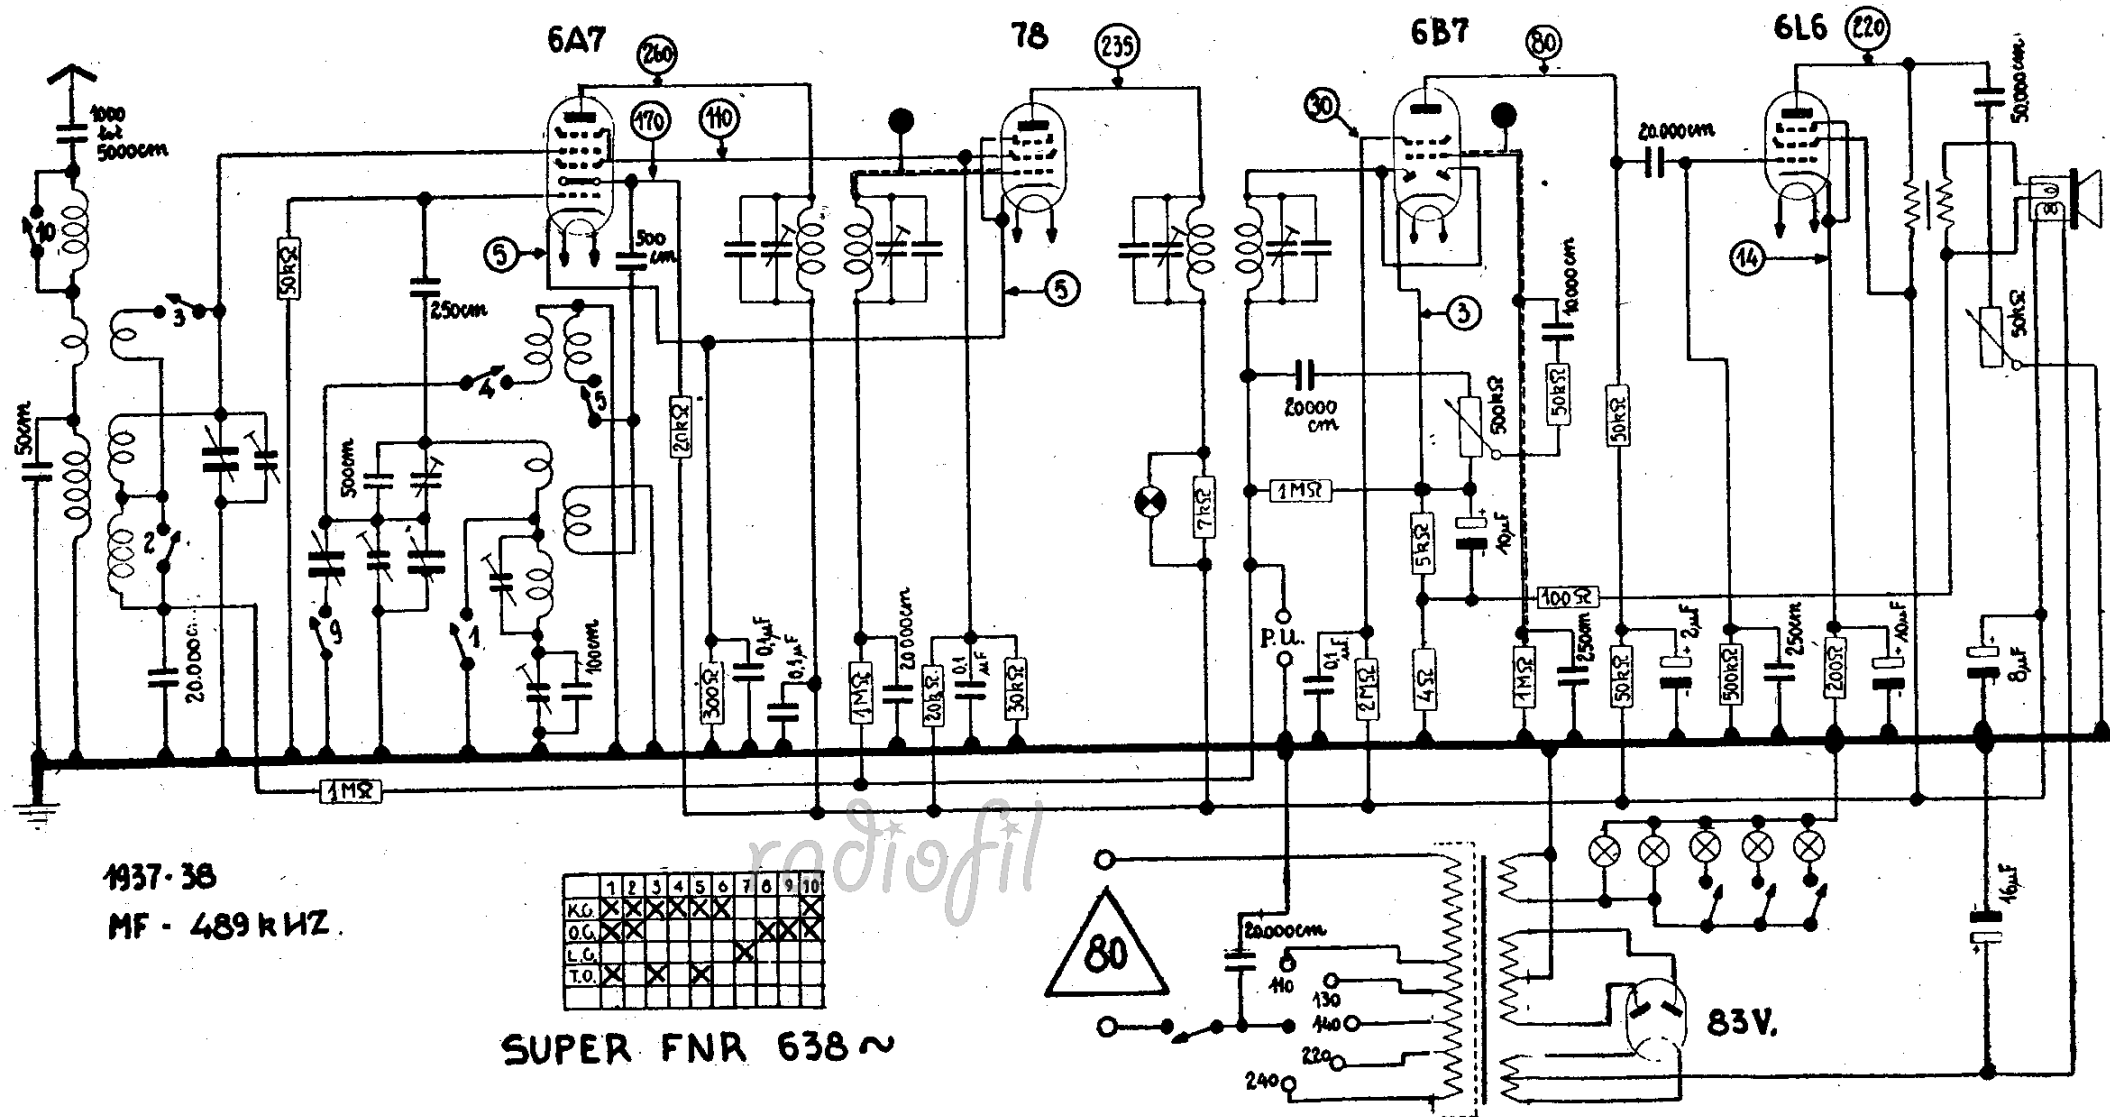 6A7
260
170
110
78
235
6B7
80
30
6L6
220
1000
tot
5000cm
50.000cm
20.000cm
10
3
50kΩ
5
500
cm
250cm
5
3
10.000cm
14
50kΩ
4
5
20kΩ
20000
cm
500kΩ
50kΩ
50kΩ
50cm
500cm
7kΩ
1MΩ
5kΩ
10µF
2
9
1
100Ω
20.000c
100cm
300Ω
0,1µF
0,1µF
1MΩ
20.000cm
20kΩ
0.1
µF
30kΩ
P.U.
0,1
µF
2MΩ
4Ω
1MΩ
250cm
50kΩ
2µF
500kΩ
250cm
200Ω
10µF
8µF
1MΩ
radiofil
1937-38
MF - 489 kHZ.
1 2 3 4 5 6 7 8 9 10
K.G. X X X X X X X
O.G. X X X X X
L.G. X
T.O. X X X
SUPER FNR 638 ~
80
20.000cm
110
130
140
220
240
83V.
16µF